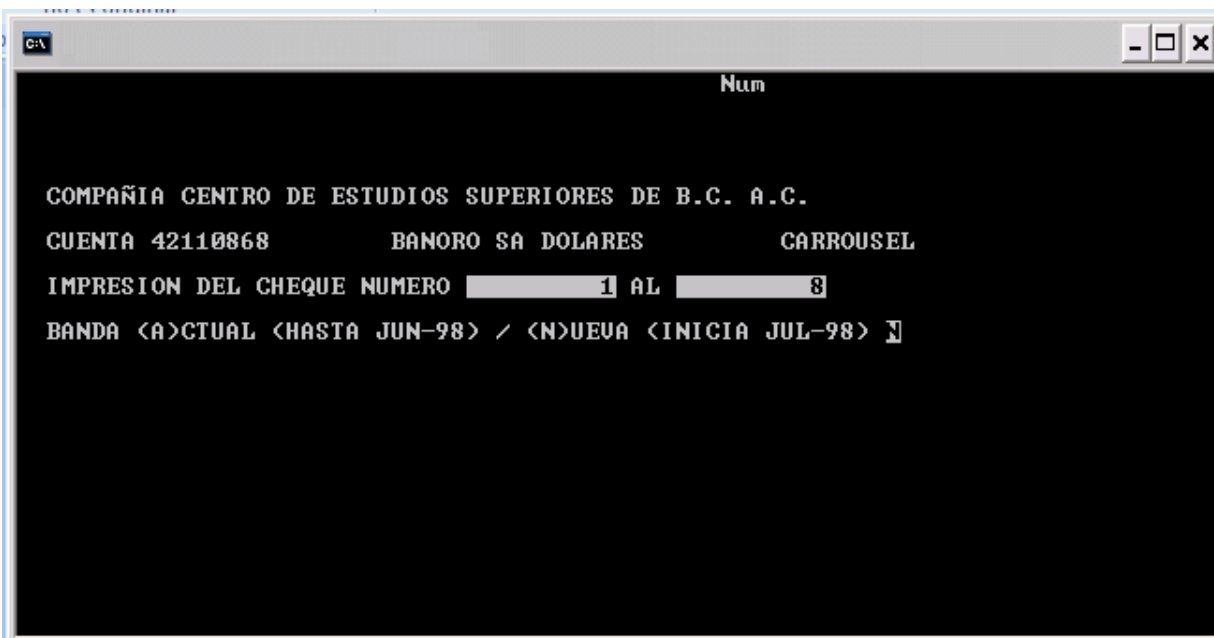 C:\
Num
COMPAÑIA CENTRO DE ESTUDIOS SUPERIORES DE B.C. A.C.
CUENTA 42110868 BANORO SA DOLARES CARROUSEL
IMPRESION DEL CHEQUE NUMERO 1 AL 8
BANDA (A)CTUAL (HASTA JUN-98) / (N)UEVA (INICIA JUL-98) N